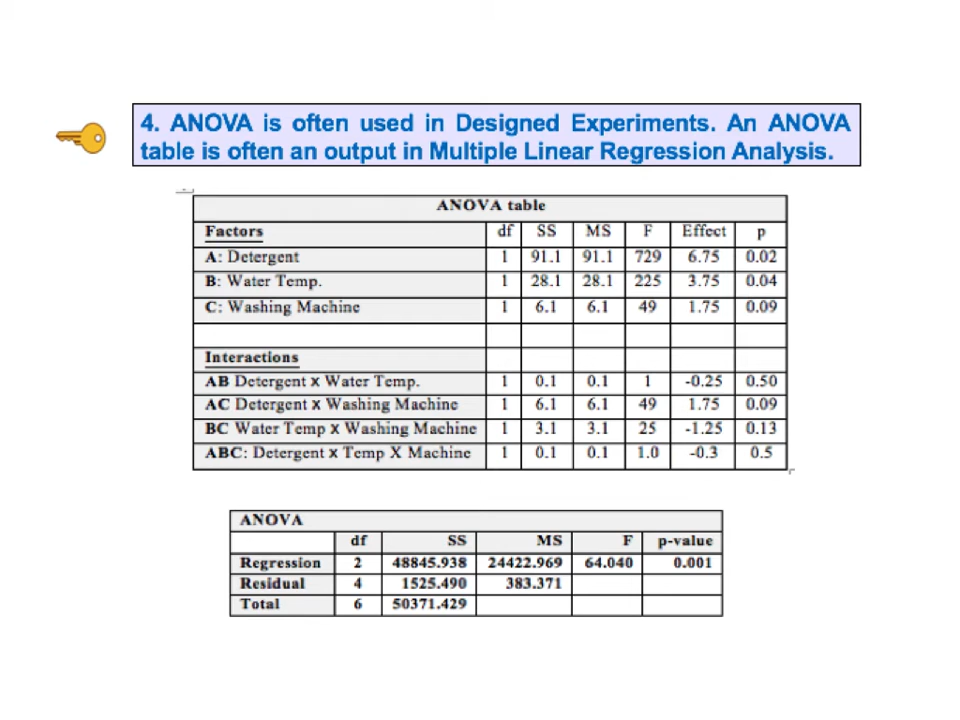 4. ANOVA is often used in Designed Experiments. An ANOVA
table is often an output in Multiple Linear Regression Analysis.
ANOVA table
Factors df SS MS F Effect p
A: Detergent 1 91.1 91.1 729 6.75 0.02
B: Water Temp. 1 28.1 28.1 225 3.75 0.04
C: Washing Machine 1 6.1 6.1 49 1.75 0.09
Interactions
AB Detergent x Water Temp. 1 0.1 0.1 1 -0.25 0.50
AC Detergent x Washing Machine 1 6.1 6.1 49 1.75 0.09
BC Water Temp x Washing Machine 1 3.1 3.1 25 -1.25 0.13
ABC: Detergent x Temp X Machine 1 0.1 0.1 1.0 -0.3 0.5
ANOVA
df SS MS F p-value
Regression 2 48845.938 24422.969 64.040 0.001
Residual 4 1525.490 383.371
Total 6 50371.429